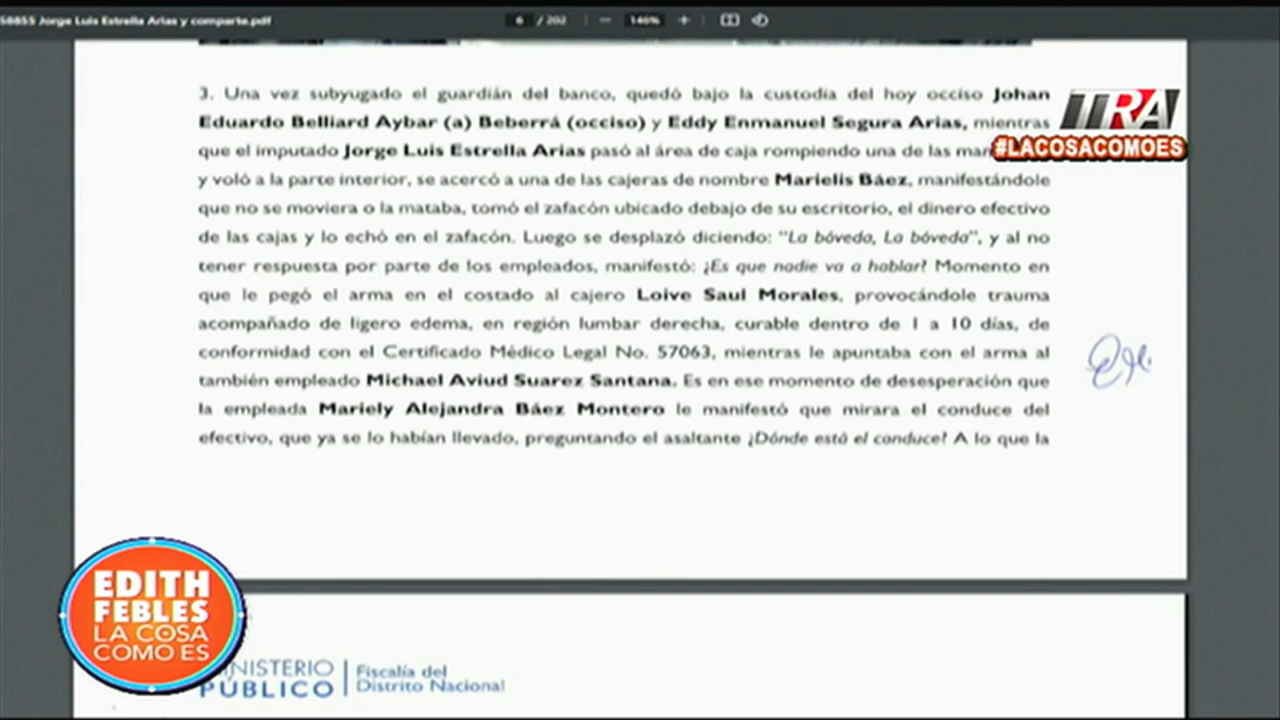 58855 Jorge Luis Estrella Arias y comparte.pdf
6 / 202
146%
3. Una vez subyugado el guardián del banco, quedó bajo la custodia del hoy occiso Johan
Eduardo Belliard Aybar (a) Beberrá (occiso) y Eddy Enmanuel Segura Arias, mientras
que el imputado Jorge Luis Estrella Arias pasó al área de caja rompiendo una de las
y voló a la parte interior, se acercó a una de las cajeras de nombre Marielis Báez, manifestándole
que no se moviera o la mataba, tomó el zafacón ubicado debajo de su escritorio, el dinero efectivo
de las cajas y lo echó en el zafacón. Luego se desplazó diciendo: "La bóveda, La bóveda", y al no
tener respuesta por parte de los empleados, manifestó: ¿Es que nadie va a hablar? Momento en
que le pegó el arma en el costado al cajero Loive Saul Morales, provocándole trauma
acompañado de ligero edema, en región lumbar derecha, curable dentro de 1 a 10 días, de
conformidad con el Certificado Médico Legal No. 57063, mientras le apuntaba con el arma al
también empleado Michael Aviud Suarez Santana. Es en ese momento de desesperación que
la empleada Mariely Alejandra Báez Montero le manifestó que mirara el conduce del
efectivo, que ya se lo habían llevado, preguntando el asaltante ¿Dónde está el conduce? A lo que la
TRA
#LACOSACOMOES
EDITH
FEBLES
LA COSA
COMO ES
MINISTERIO
PÚBLICO
Fiscalía del
Distrito Nacional